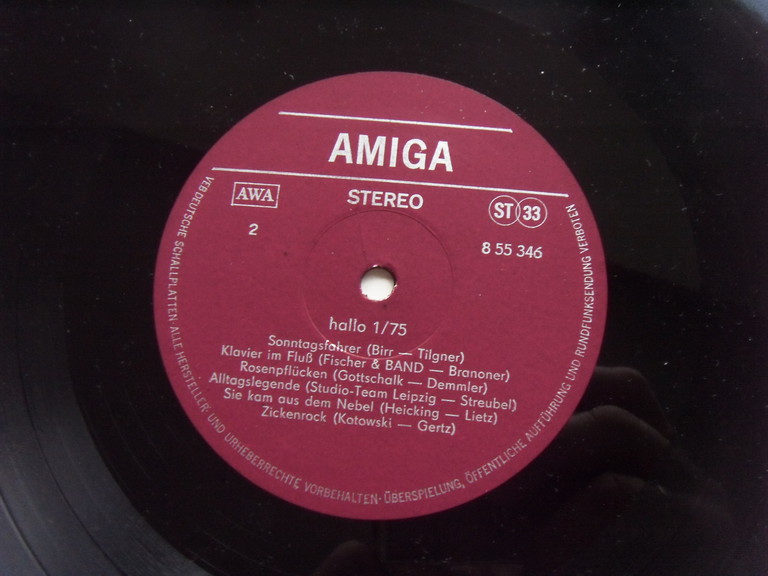 AMIGA
AWA
STEREO
ST 33
2
8 55 346
hallo 1/75
Sonntagsfahrer (Birr — Tilgner)
Klavier im Fluß (Fischer & BAND — Branoner)
Rosenpflücken (Gottschalk — Demmler)
Alltagslegende (Studio-Team Leipzig — Streubel)
Sie kam aus dem Nebel (Heicking — Lietz)
Zickenrock (Kotowski — Gertz)
VEB DEUTSCHE SCHALLPLATTEN ALLE HERSTELLER- UND URHEBERRECHTE VORBEHALTEN · ÜBERSPIELUNG, ÖFFENTLICHE AUFFÜHRUNG UND RUNDFUNKSENDUNG VERBOTEN